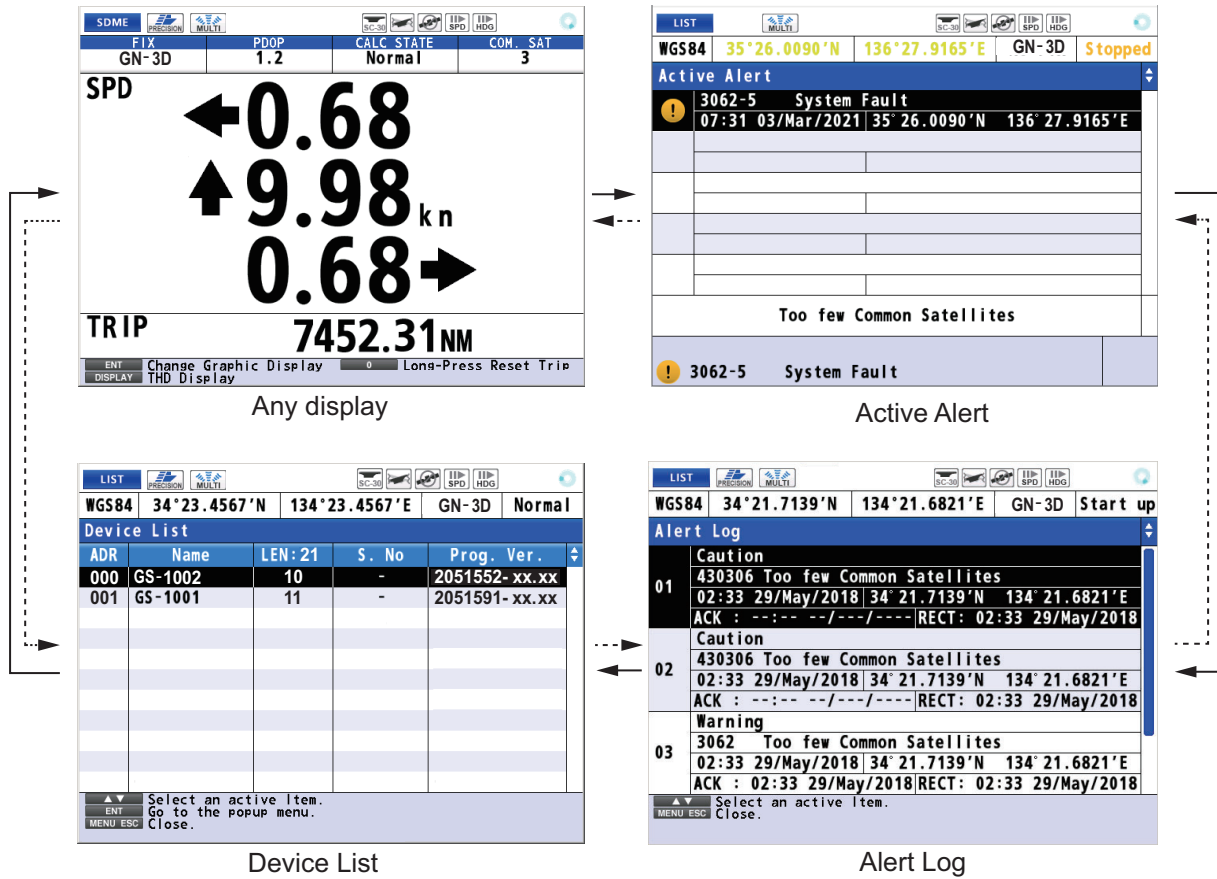 SDME PRECISION MULTI SC-30 SPD HDG
FIX PDOP CALC STATE COM. SAT
GN-3D 1.2 Normal 3
SPD
0.68
9.98 kn
0.68
TRIP 7452.31NM
ENT Change Graphic Display 0 Long-Press Reset Trip
DISPLAY THD Display
Any display
LIST MULTI SC-30 SPD HDG
WGS84 35°26.0090'N 136°27.9165'E GN-3D Stopped
Active Alert
! 3062-5 System Fault
07:31 03/Mar/2021 35°26.0090'N 136°27.9165'E
Too few Common Satellites
! 3062-5 System Fault
Active Alert
LIST PRECISION MULTI SC-30 SPD HDG
WGS84 34°23.4567'N 134°23.4567'E GN-3D Normal
Device List
ADR Name LEN:21 S. No Prog. Ver.
000 GS-1002 10 - 2051552-xx.xx
001 GS-1001 11 - 2051591-xx.xx
▲▼ Select an active Item.
ENT Go to the popup menu.
MENU ESC Close.
Device List
LIST PRECISION MULTI SC-30 SPD HDG
WGS84 34°21.7139'N 134°21.6821'E GN-3D Start up
Alert Log
01 Caution
430306 Too few Common Satellites
02:33 29/May/2018 34°21.7139'N 134°21.6821'E
ACK : --:-- --/---/---- RECT: 02:33 29/May/2018
02 Caution
430306 Too few Common Satellites
02:33 29/May/2018 34°21.7139'N 134°21.6821'E
ACK : --:-- --/---/---- RECT: 02:33 29/May/2018
03 Warning
3062 Too few Common Satellites
02:33 29/May/2018 34°21.7139'N 134°21.6821'E
ACK : 02:33 29/May/2018 RECT: 02:33 29/May/2018
▲▼ Select an active Item.
MENU ESC Close.
Alert Log